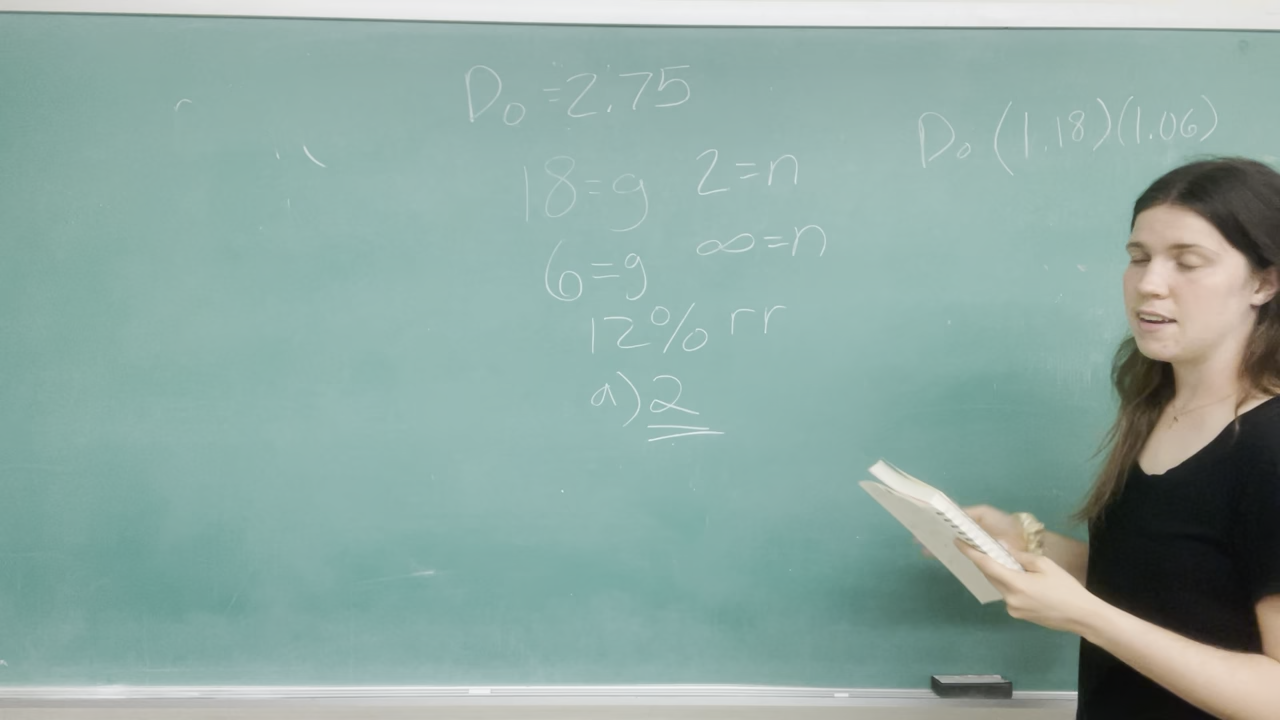 D₀ = 2.75
18 = g 2 = n
6 = g ∞ = n
12% rr
a) 2
D₀ (1.18)(1.06)